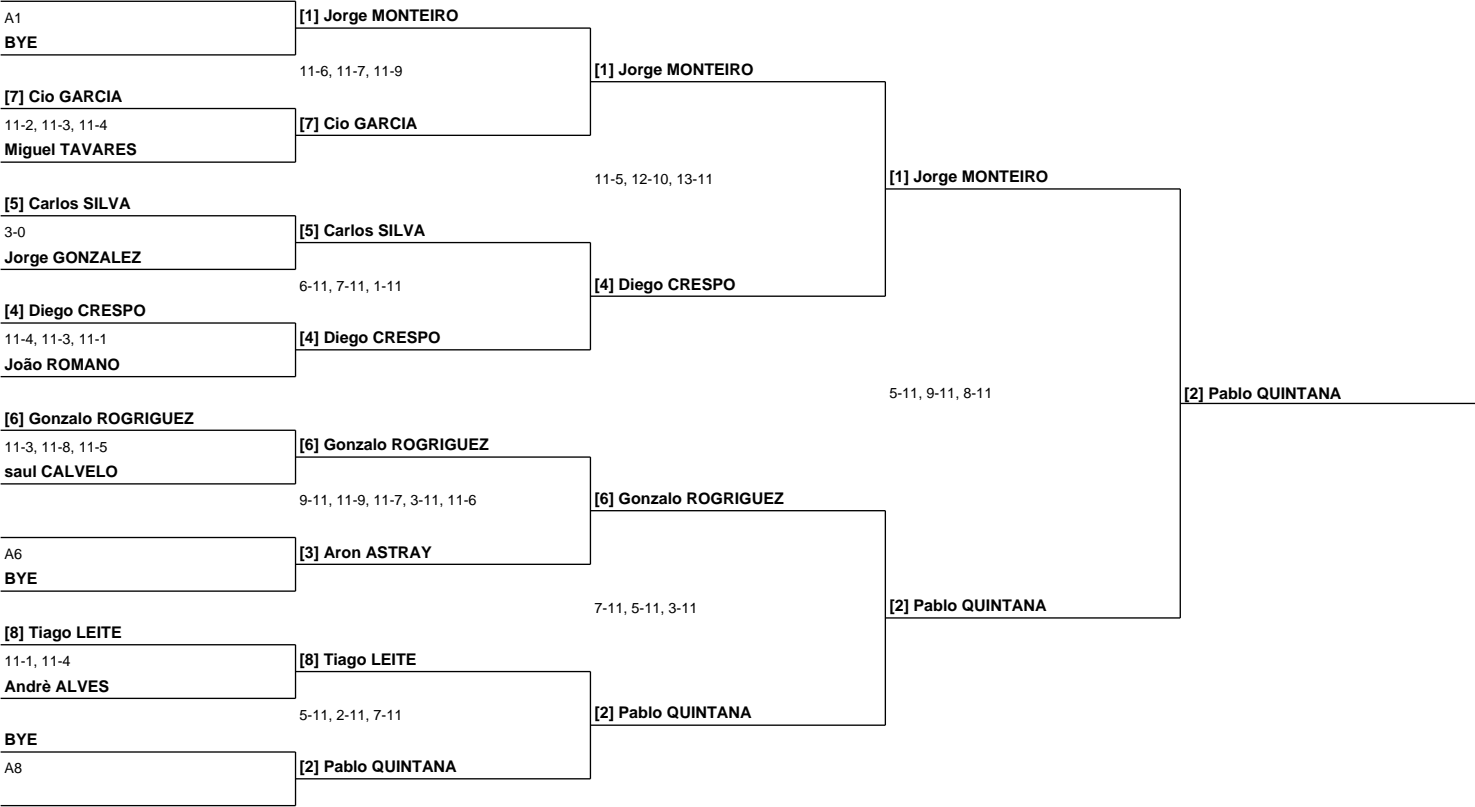 A1
BYE
[1] Jorge MONTEIRO
11-6, 11-7, 11-9
[1] Jorge MONTEIRO
[7] Cio GARCIA
11-2, 11-3, 11-4
Miguel TAVARES
[7] Cio GARCIA
11-5, 12-10, 13-11
[1] Jorge MONTEIRO
[5] Carlos SILVA
3-0
Jorge GONZALEZ
[5] Carlos SILVA
6-11, 7-11, 1-11
[4] Diego CRESPO
[4] Diego CRESPO
11-4, 11-3, 11-1
João ROMANO
[4] Diego CRESPO
5-11, 9-11, 8-11
[2] Pablo QUINTANA
[6] Gonzalo ROGRIGUEZ
11-3, 11-8, 11-5
saul CALVELO
[6] Gonzalo ROGRIGUEZ
9-11, 11-9, 11-7, 3-11, 11-6
[6] Gonzalo ROGRIGUEZ
A6
BYE
[3] Aron ASTRAY
7-11, 5-11, 3-11
[2] Pablo QUINTANA
[8] Tiago LEITE
11-1, 11-4
Andrè ALVES
[8] Tiago LEITE
5-11, 2-11, 7-11
[2] Pablo QUINTANA
BYE
A8
[2] Pablo QUINTANA